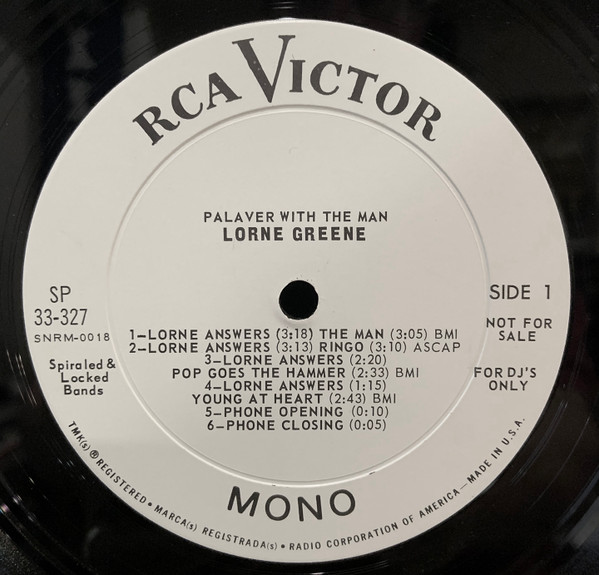 RCA VICTOR
PALAVER WITH THE MAN
LORNE GREENE
SP
33-327
SNRM-0018
Spiraled &
Locked
Bands
SIDE 1
NOT FOR
SALE
FOR DJ'S
ONLY
1—LORNE ANSWERS (3:18) THE MAN (3:05) BMI
2—LORNE ANSWERS (3:13) RINGO (3:10) ASCAP
3—LORNE ANSWERS (2:20)
POP GOES THE HAMMER (2:33) BMI
4—LORNE ANSWERS (1:15)
YOUNG AT HEART (2:43) BMI
5—PHONE OPENING (0:10)
6—PHONE CLOSING (0:05)
MONO
TMK(s) ® REGISTERED • MARCA(s) REGISTRADA(s) • RADIO CORPORATION OF AMERICA—MADE IN U.S.A.